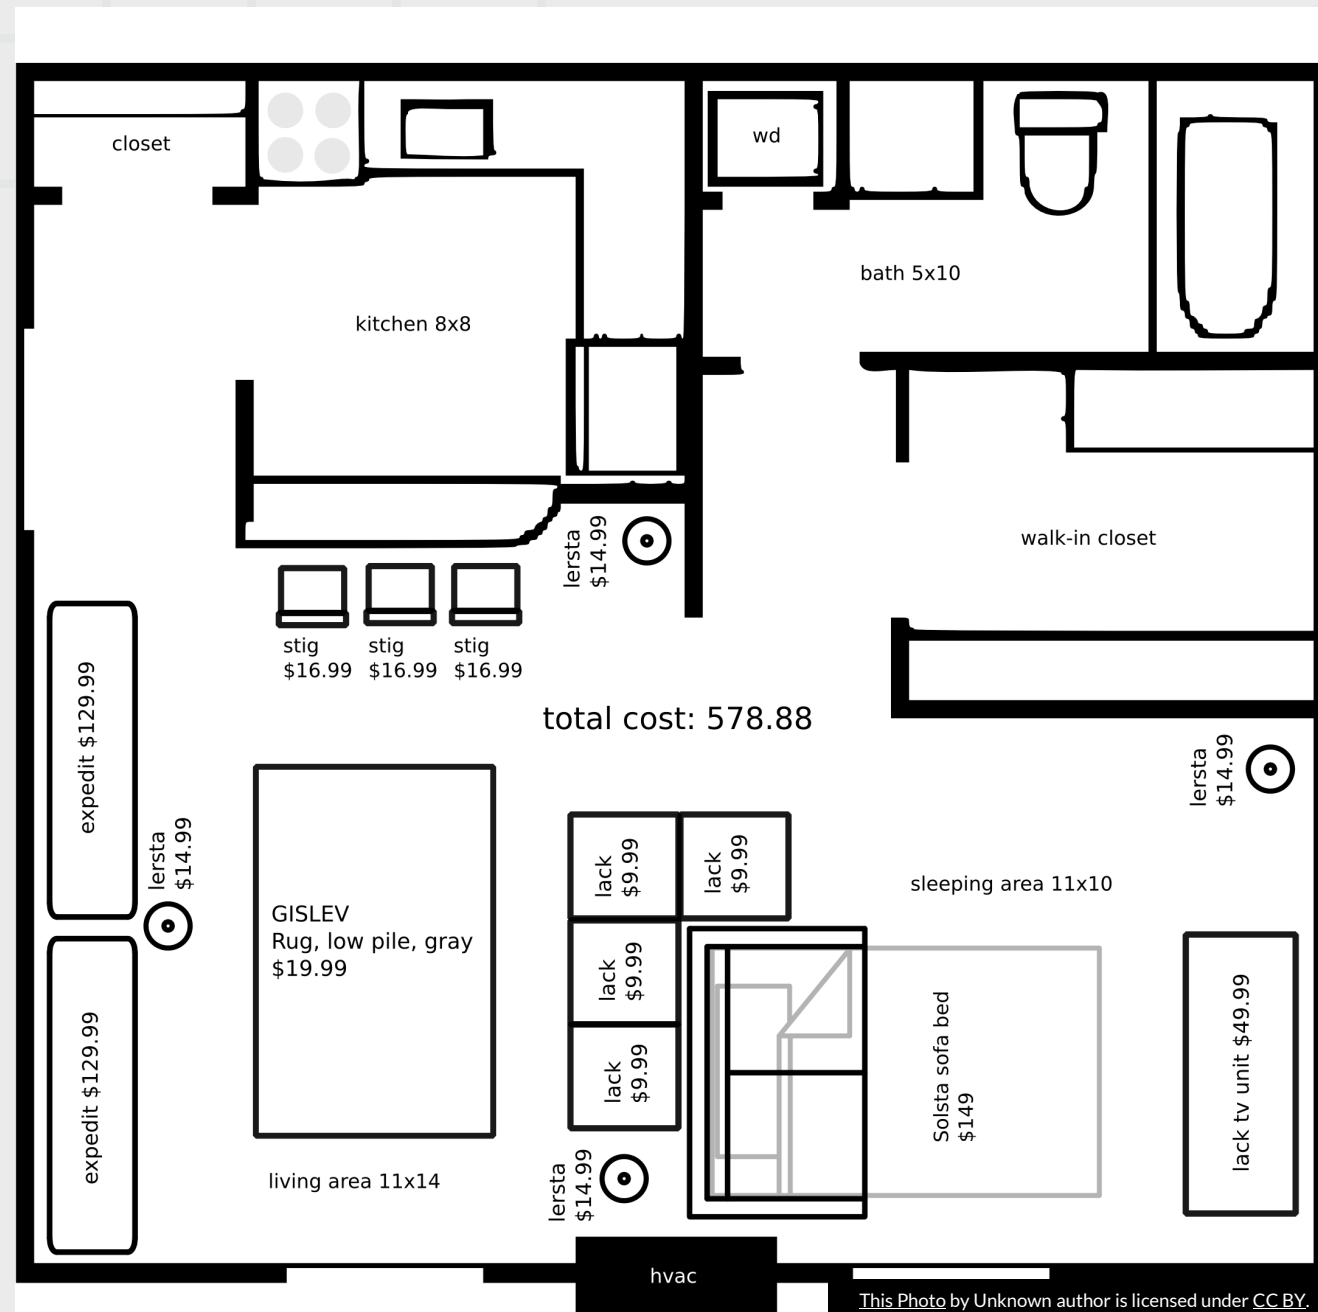 closet
wd
bath 5x10
kitchen 8x8
walk-in closet
lersta
$14.99
stig
$16.99
stig
$16.99
stig
$16.99
expedit $129.99
total cost: 578.88
lersta
$14.99
lersta
$14.99
lack
$9.99
lack
$9.99
sleeping area 11x10
GISLEV
Rug, low pile, gray
$19.99
lack
$9.99
lack
$9.99
Solsta sofa bed
$149
lack tv unit $49.99
expedit $129.99
living area 11x14
lersta
$14.99
hvac
This Photo by Unknown author is licensed under CC BY.